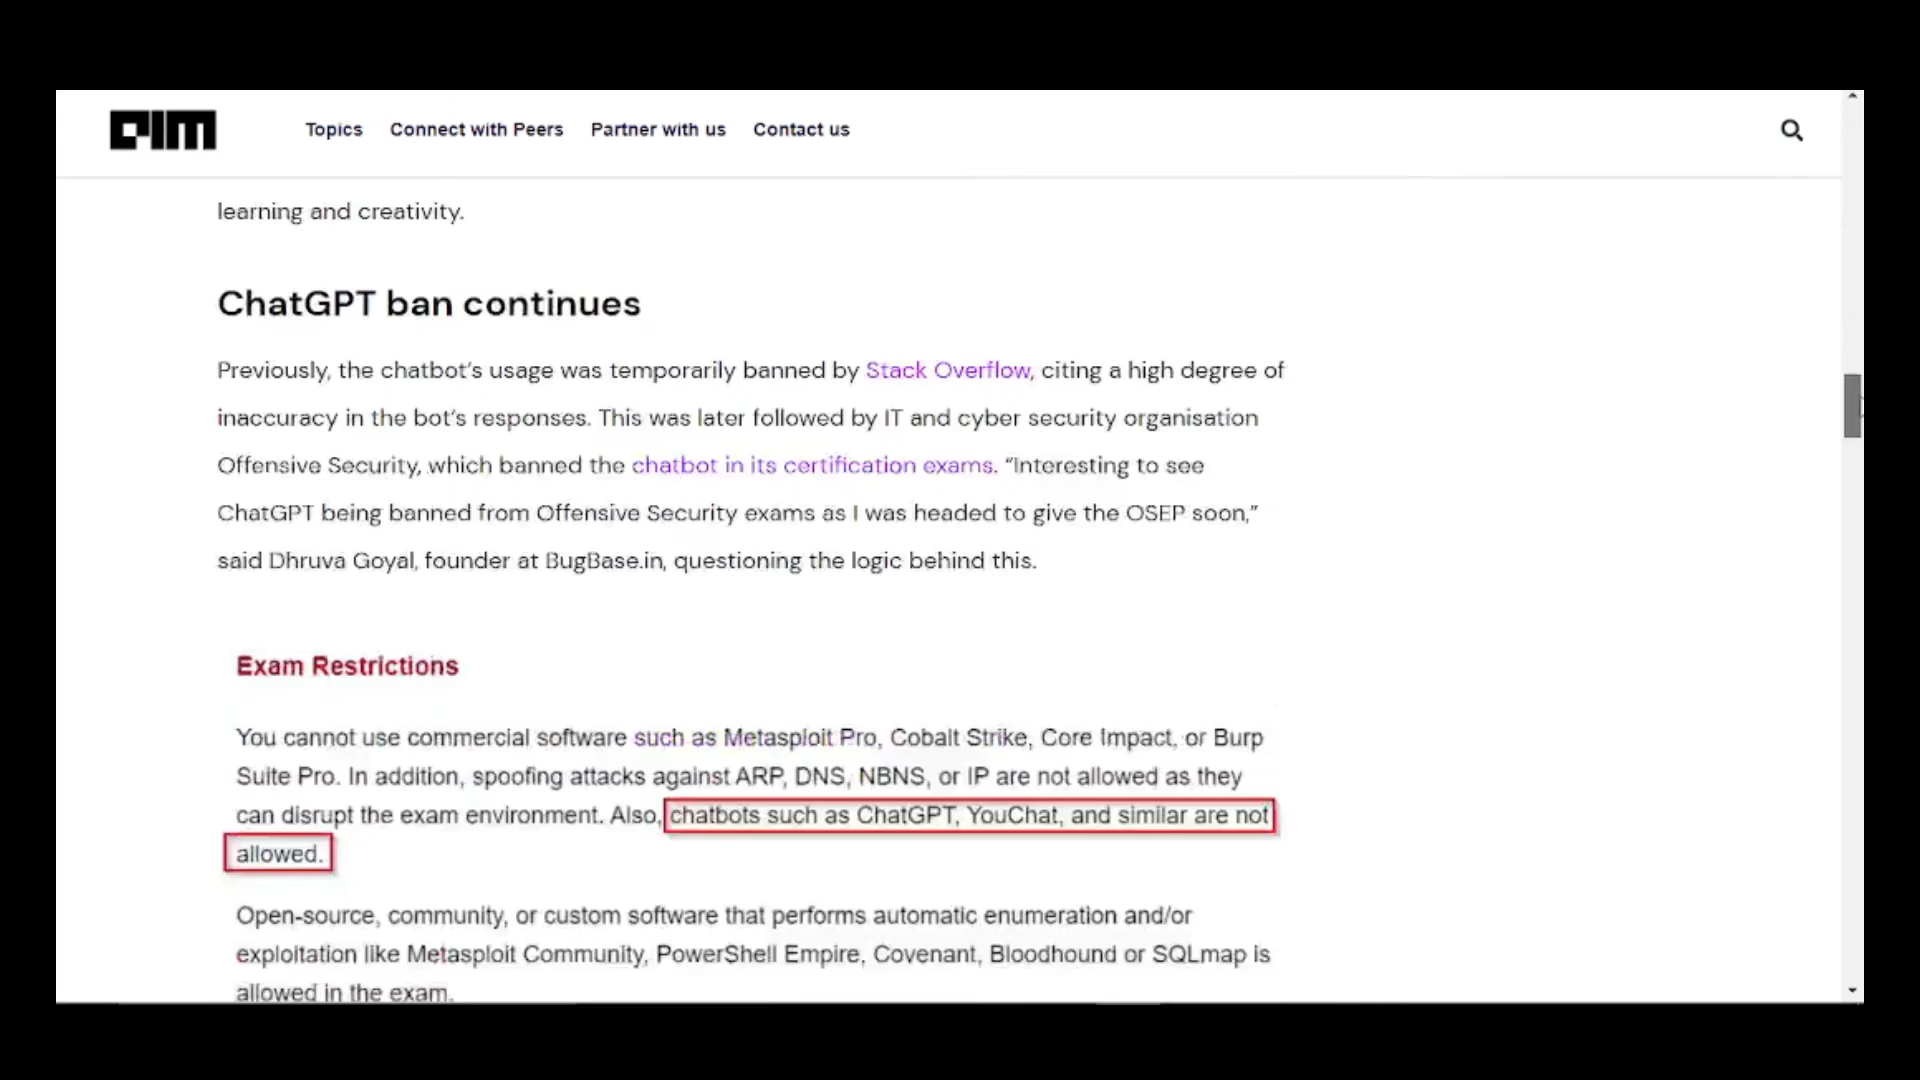 AIM
Topics Connect with Peers Partner with us Contact us
learning and creativity.
ChatGPT ban continues
Previously, the chatbot’s usage was temporarily banned by Stack Overflow, citing a high degree of
inaccuracy in the bot’s responses. This was later followed by IT and cyber security organisation
Offensive Security, which banned the chatbot in its certification exams. “Interesting to see
ChatGPT being banned from Offensive Security exams as I was headed to give the OSEP soon,”
said Dhruva Goyal, founder at BugBase.in, questioning the logic behind this.
Exam Restrictions
You cannot use commercial software such as Metasploit Pro, Cobalt Strike, Core Impact, or Burp
Suite Pro. In addition, spoofing attacks against ARP, DNS, NBNS, or IP are not allowed as they
can disrupt the exam environment. Also, chatbots such as ChatGPT, YouChat, and similar are not
allowed.
Open-source, community, or custom software that performs automatic enumeration and/or
exploitation like Metasploit Community, PowerShell Empire, Covenant, Bloodhound or SQLmap is
allowed in the exam.